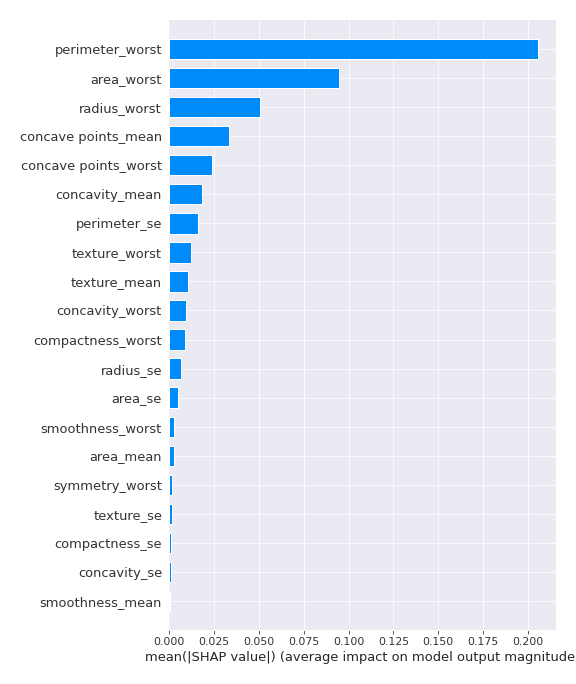 perimeter_worst
area_worst
radius_worst
concave points_mean
concave points_worst
concavity_mean
perimeter_se
texture_worst
texture_mean
concavity_worst
compactness_worst
radius_se
area_se
smoothness_worst
area_mean
symmetry_worst
texture_se
compactness_se
concavity_se
smoothness_mean
0.000 0.025 0.050 0.075 0.100 0.125 0.150 0.175 0.200
mean(|SHAP value|) (average impact on model output magnitude